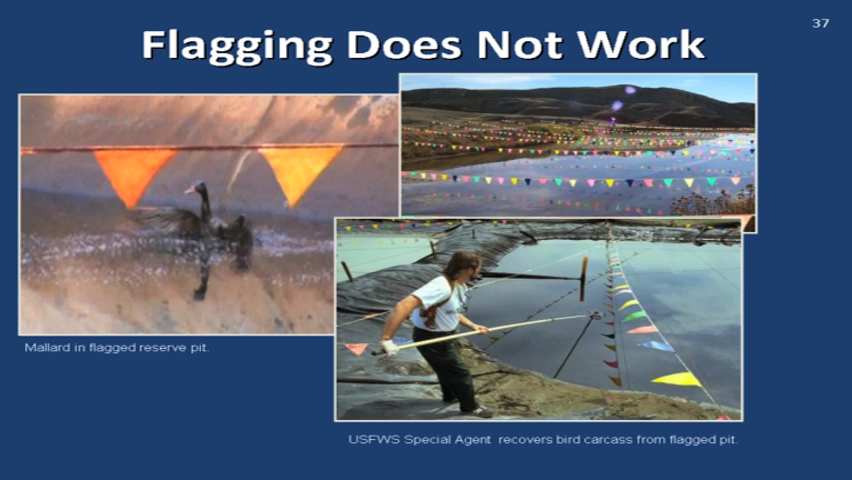 37
Flagging Does Not Work
Mallard in flagged reserve pit.
USFWS Special Agent recovers bird carcass from flagged pit.